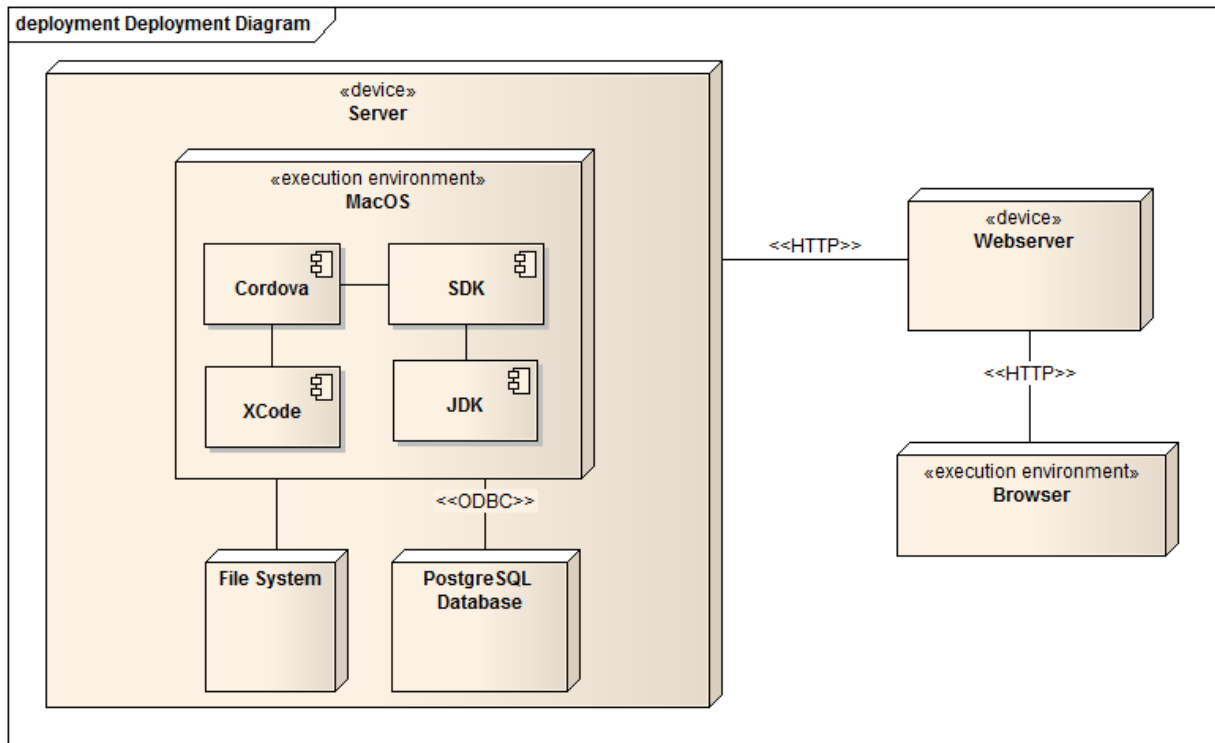 deployment Deployment Diagram
«device»
Server
«execution environment»
MacOS
Cordova
SDK
XCode
JDK
<<ODBC>>
File System
PostgreSQL
Database
<<HTTP>>
«device»
Webserver
<<HTTP>>
«execution environment»
Browser